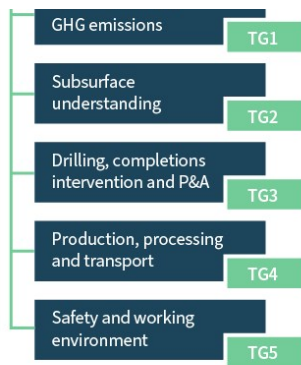 GHG emissions
TG1
Subsurface
understanding
TG2
Drilling, completions
intervention and P&A
TG3
Production, processing
and transport
TG4
Safety and working
environment
TG5